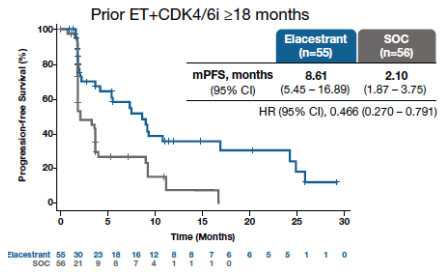 Prior ET+CDK4/6i ≥18 months
Elacestrant (n=55) SOC (n=56)
mPFS, months (95% CI) 8.61 (5.45 – 16.89) 2.10 (1.87 – 3.75)
HR (95% CI), 0.466 (0.270 – 0.791)
Progression-free Survival (%)
100
80
60
40
20
0
0 5 10 15 20 25 30
Time (Months)
Elacestrant 55 30 23 18 16 12 8 8 7 6 6 5 5 1 1 0
SOC 56 21 9 8 7 4 1 1 1 0